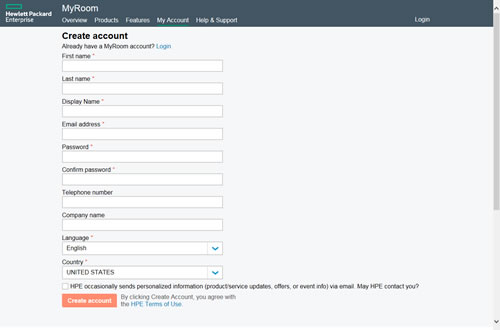 Hewlett Packard
Enterprise
MyRoom
Overview Products Features My Account Help & Support
Login
Create account
Already have a MyRoom account? Login
First name *
Last name *
Display Name *
Email address *
Password *
Confirm password *
Telephone number
Company name
Language *
English
Country *
UNITED STATES
HPE occasionally sends personalized information (product/service updates, offers, or event info) via email. May HPE contact you?
Create account
By clicking Create Account, you agree with
the HPE Terms of Use.